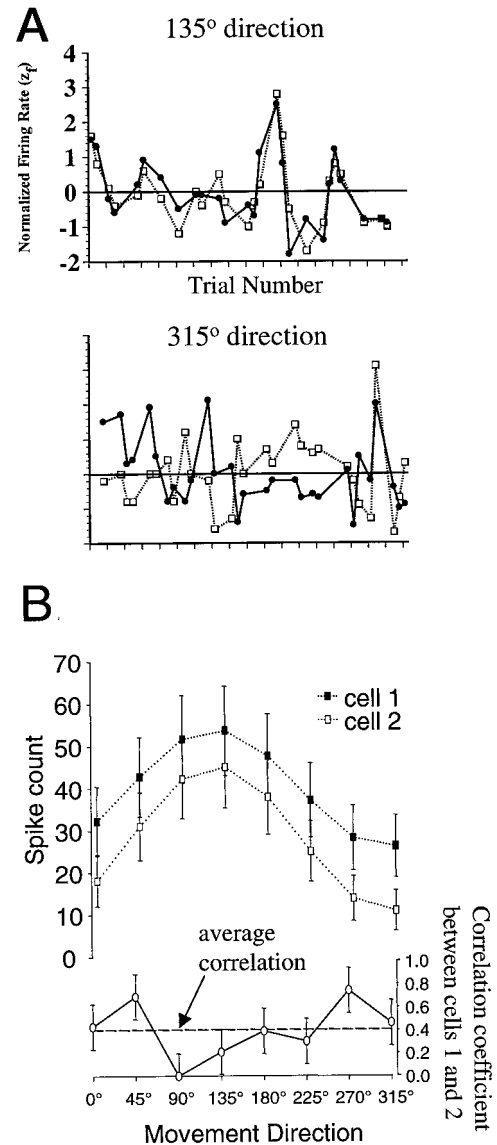 A
135° direction
Normalized Firing Rate (zf)
4
3
2
1
0
-1
-2
Trial Number
315° direction
B
70
60
50
40
30
20
10
0
Spike count
cell 1
cell 2
average
correlation
1.0
0.8
0.6
0.4
0.2
0.0
Correlation coefficient
between cells 1 and 2
0° 45° 90° 135° 180° 225° 270° 315°
Movement Direction